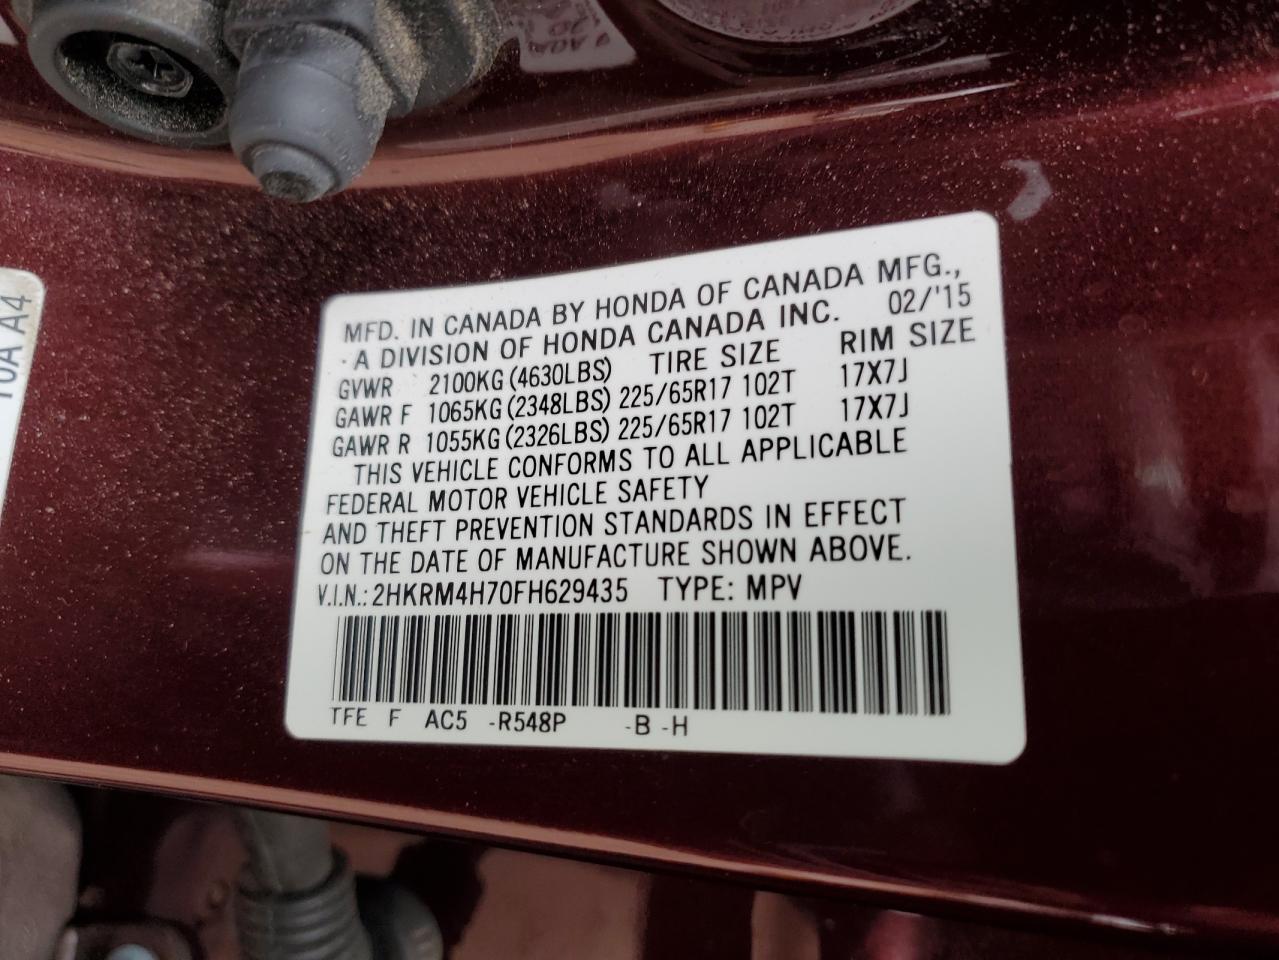 10A A4
MFD. IN CANADA BY HONDA OF CANADA MFG.,
A DIVISION OF HONDA CANADA INC. 02/'15
GVWR 2100KG (4630LBS) TIRE SIZE RIM SIZE
GAWR F 1065KG (2348LBS) 225/65R17 102T 17X7J
GAWR R 1055KG (2326LBS) 225/65R17 102T 17X7J
THIS VEHICLE CONFORMS TO ALL APPLICABLE
FEDERAL MOTOR VEHICLE SAFETY
AND THEFT PREVENTION STANDARDS IN EFFECT
ON THE DATE OF MANUFACTURE SHOWN ABOVE.
V.I.N.: 2HKRM4H70FH629435 TYPE: MPV
TFE F AC5 -R548P -B -H